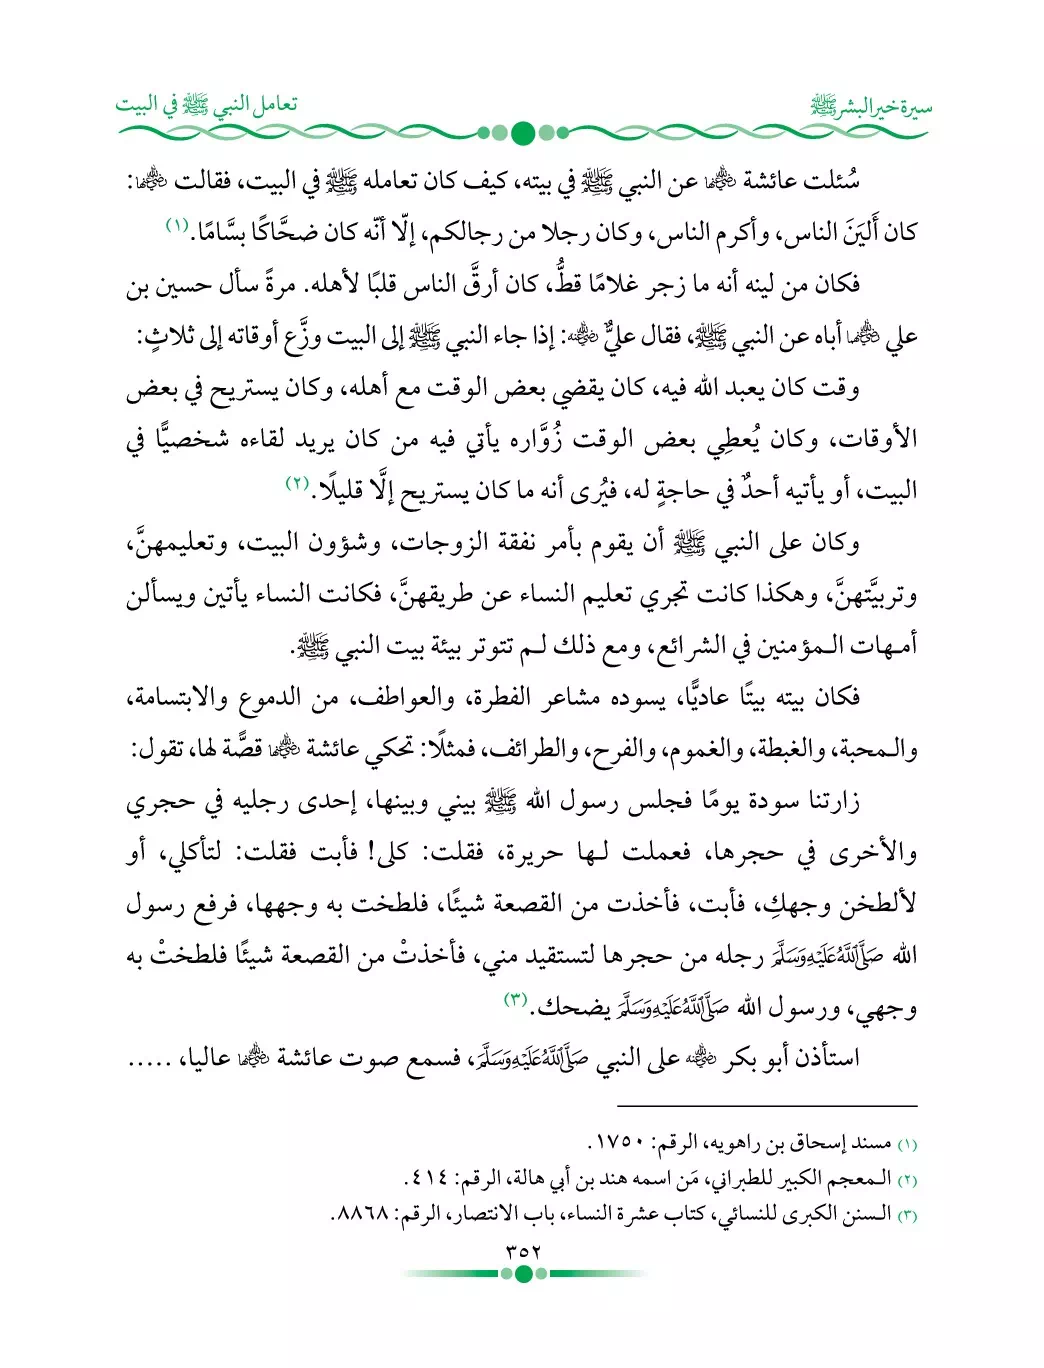 سيرة خير البشر ﷺ
تعامل النبي ﷺ في البيت
سُئلت عائشة رضي الله عنها عن النبي ﷺ في بيته، كيف كان تعامله ﷺ في البيت، فقالت رضي الله عنها:
كان أَليَنَ الناس، وأكرم الناس، وكان رجلا من رجالكم، إلّا أنّه كان ضحَّاكًا بسَّامًا.(١)
فكان من لينه أنه ما زجر غلامًا قطُّ، كان أرقَّ الناس قلبًا لأهله. مرةً سأل حسين بن
علي رضي الله عنهما أباه عن النبي ﷺ، فقال عليٌّ رضي الله عنه: إذا جاء النبي ﷺ إلى البيت وزَّع أوقاته إلى ثلاثٍ:
وقت كان يعبد الله فيه، كان يقضي بعض الوقت مع أهله، وكان يستريح في بعض
الأوقات، وكان يُعطِي بعض الوقت زُوَّاره يأتي فيه من كان يريد لقاءه شخصيًّا في
البيت، أو يأتيه أحدٌ في حاجةٍ له، فيُرى أنه ما كان يستريح إلَّا قليلًا.(٢)
وكان على النبي ﷺ أن يقوم بأمر نفقة الزوجات، وشؤون البيت، وتعليمهنَّ،
وتربيَّتهنَّ، وهكذا كانت تجري تعليم النساء عن طريقهنَّ، فكانت النساء يأتين ويسألن
أمـهات الـمؤمنين في الشرائع، ومع ذلك لـم تتوتر بيئة بيت النبي ﷺ.
فكان بيته بيتًا عاديًّا، يسوده مشاعر الفطرة، والعواطف، من الدموع والابتسامة،
والـمحبة، والغبطة، والغموم، والفرح، والطرائف، فمثلًا: تحكي عائشة رضي الله عنها قصَّة لها، تقول:
زارتنا سودة يومًا فجلس رسول الله ﷺ بيني وبينها، إحدى رجليه في حجري
والأخرى في حجرها، فعملت لـها حريرة، فقلت: كلى! فأبت فقلت: لتأكلي، أو
لألطخن وجهكِ، فأبت، فأخذت من القصعة شيئًا، فلطخت به وجهها، فرفع رسول
الله صَلَّى اللَّهُ عَلَيْهِ وَسَلَّمَ رجله من حجرها لتستقيد مني، فأخذتْ من القصعة شيئًا فلطختْ به
وجهي، ورسول الله صَلَّى اللَّهُ عَلَيْهِ وَسَلَّمَ يضحك.(٣)
استأذن أبو بكر رضي الله عنه على النبي صَلَّى اللَّهُ عَلَيْهِ وَسَلَّمَ، فسمع صوت عائشة رضي الله عنها عاليا، .....
(١) مسند إسحاق بن راهويه، الرقم: ١٧٥٠.
(٢) الـمعجم الكبير للطبراني، مَن اسمه هند بن أبي هالة، الرقم: ٤١٤.
(٣) الـسنن الكبرى للنسائي، كتاب عشرة النساء، باب الانتصار، الرقم: ٨٨٦٨.
٣٥٢